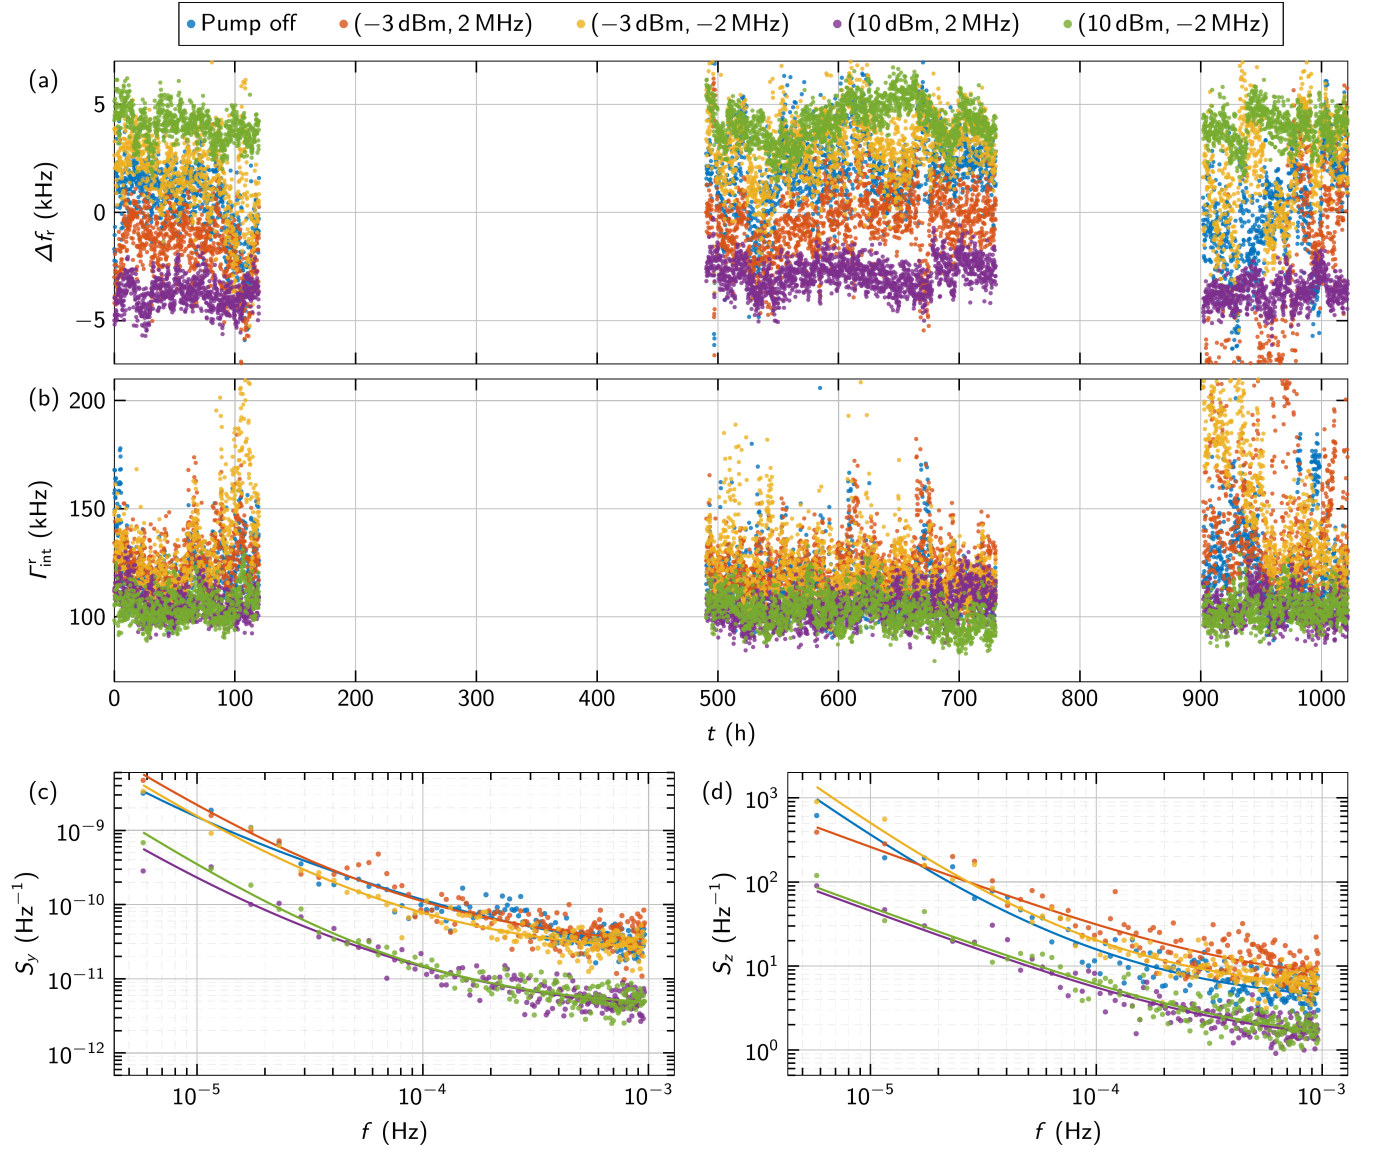 Pump off (−3 dBm, 2 MHz) (−3 dBm, −2 MHz) (10 dBm, 2 MHz) (10 dBm, −2 MHz)
(a)
5
0
−5
Δf_r (kHz)
(b)
200
150
100
Γ^r_int (kHz)
0 100 200 300 400 500 600 700 800 900 1000
t (h)
(c)
10^−9
10^−10
10^−11
10^−12
S_y (Hz^−1)
10^−5 10^−4 10^−3
f (Hz)
(d)
10^3
10^2
10^1
10^0
S_z (Hz^−1)
10^−5 10^−4 10^−3
f (Hz)